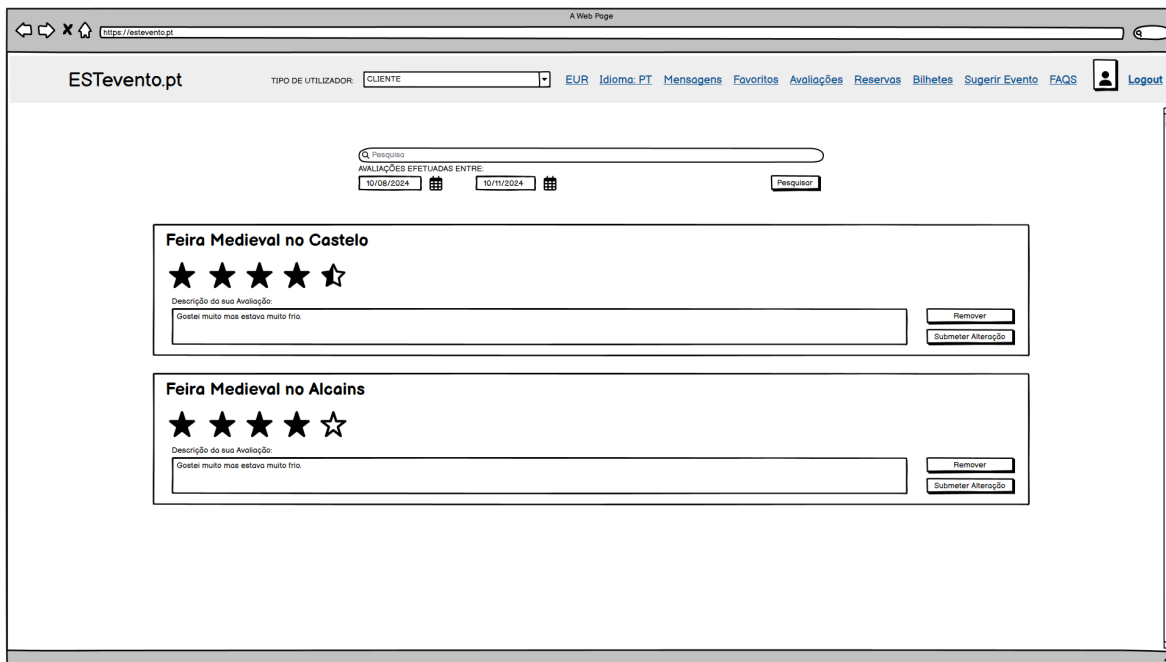 A Web Page
https://estevento.pt
ESTevento.pt TIPO DE UTILIZADOR: CLIENTE EUR Idioma: PT Mensagens Favoritos Avaliações Reservas Bilhetes Sugerir Evento FAQS Logout
Pesquisa
AVALIAÇÕES EFETUADAS ENTRE:
10/08/2024 10/11/2024 Pesquisar
Feira Medieval no Castelo
Descrição da sua Avaliação:
Gostei muito mas estava muito frio. Remover
Submeter Alteração
Feira Medieval no Alcains
Descrição da sua Avaliação:
Gostei muito mas estava muito frio. Remover
Submeter Alteração